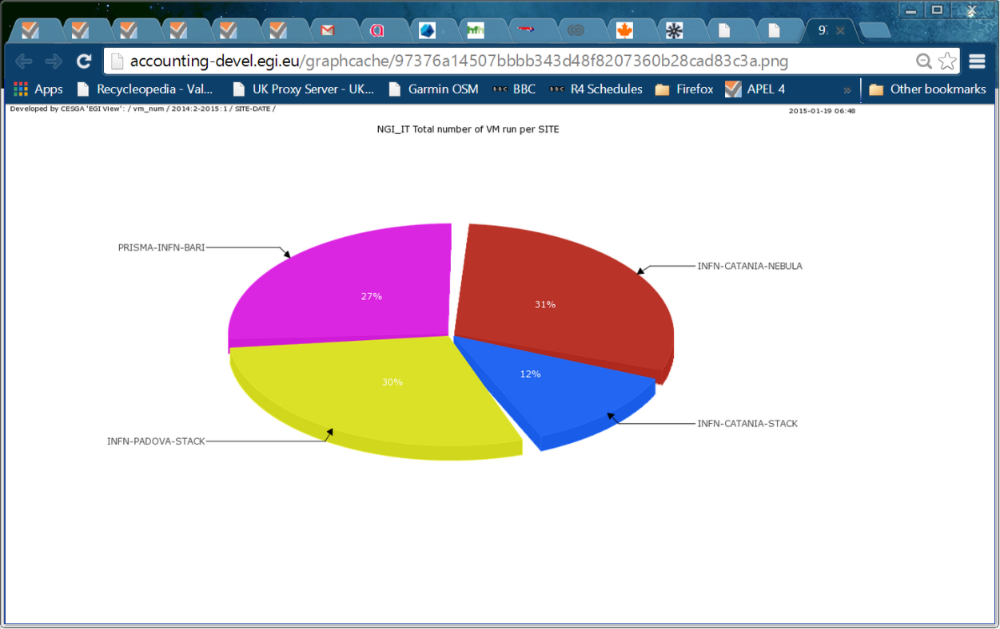 9
accounting-devel.egi.eu/graphcache/97376a14507bbbb343d48f8207360b28cad83c3a.png
Apps Recycleopedia - Val... UK Proxy Server - UK... Garmin OSM BBC BBC BBC R4 Schedules Firefox APEL 4 » Other bookmarks
Developed by CESGA 'EGI View': / vm_num / 2014:2-2015:1 / SITE-DATE /
2015-01-19 06:48
NGI_IT Total number of VM run per SITE
PRISMA-INFN-BARI
INFN-CATANIA-NEBULA
27%
31%
12%
30%
INFN-CATANIA-STACK
INFN-PADOVA-STACK